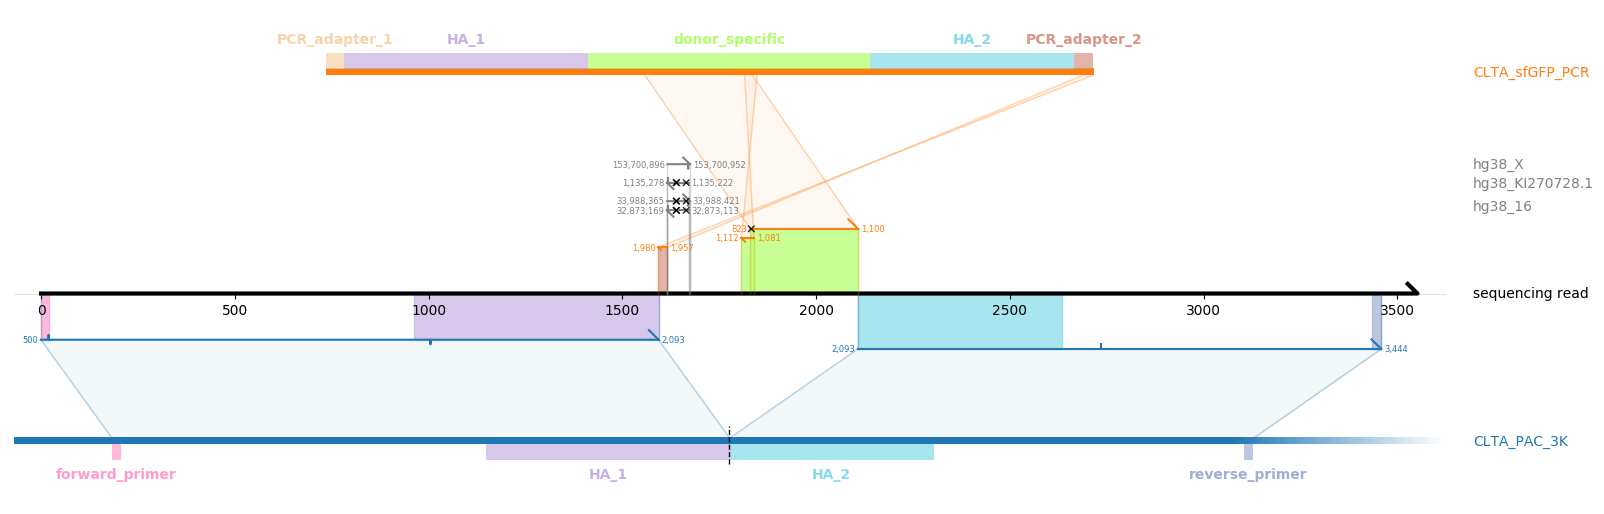 PCR_adapter_1 HA_1 donor_specific HA_2 PCR_adapter_2
CLTA_sfGFP_PCR
153,700,896 153,700,952 hg38_X
1,135,278 1,135,222 hg38_KI270728.1
33,988,365 33,988,421
32,873,169 32,873,113 hg38_16
823 1,100
1,112 1,081
1,980 1,957
sequencing read
0 500 1000 1500 2000 2500 3000 3500
500 2,093
2,093 3,444
CLTA_PAC_3K
forward_primer HA_1 HA_2 reverse_primer